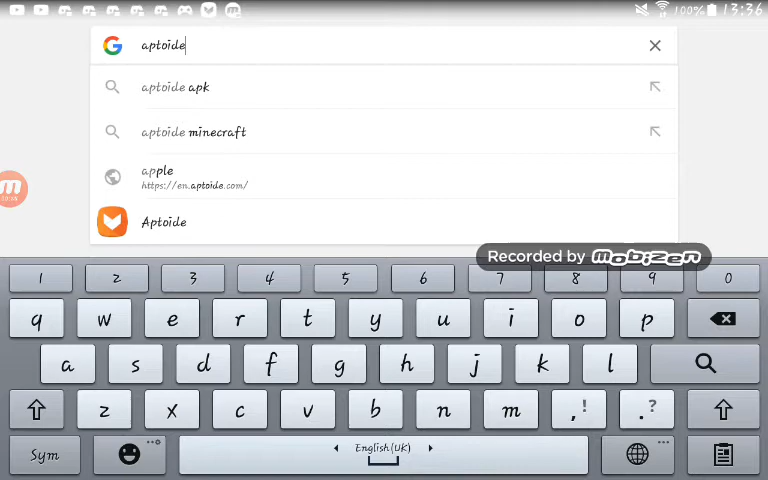 100% 13:36
aptoide
aptoide apk
aptoide minecraft
apple
https://en.aptoide.com/
Aptoide
Recorded by mobizen
1 2 3 4 5 6 7 8 9 0
q w e r t y u i o p
a s d f g h j k l
z x c v b n m ,! .?
Sym English(UK)